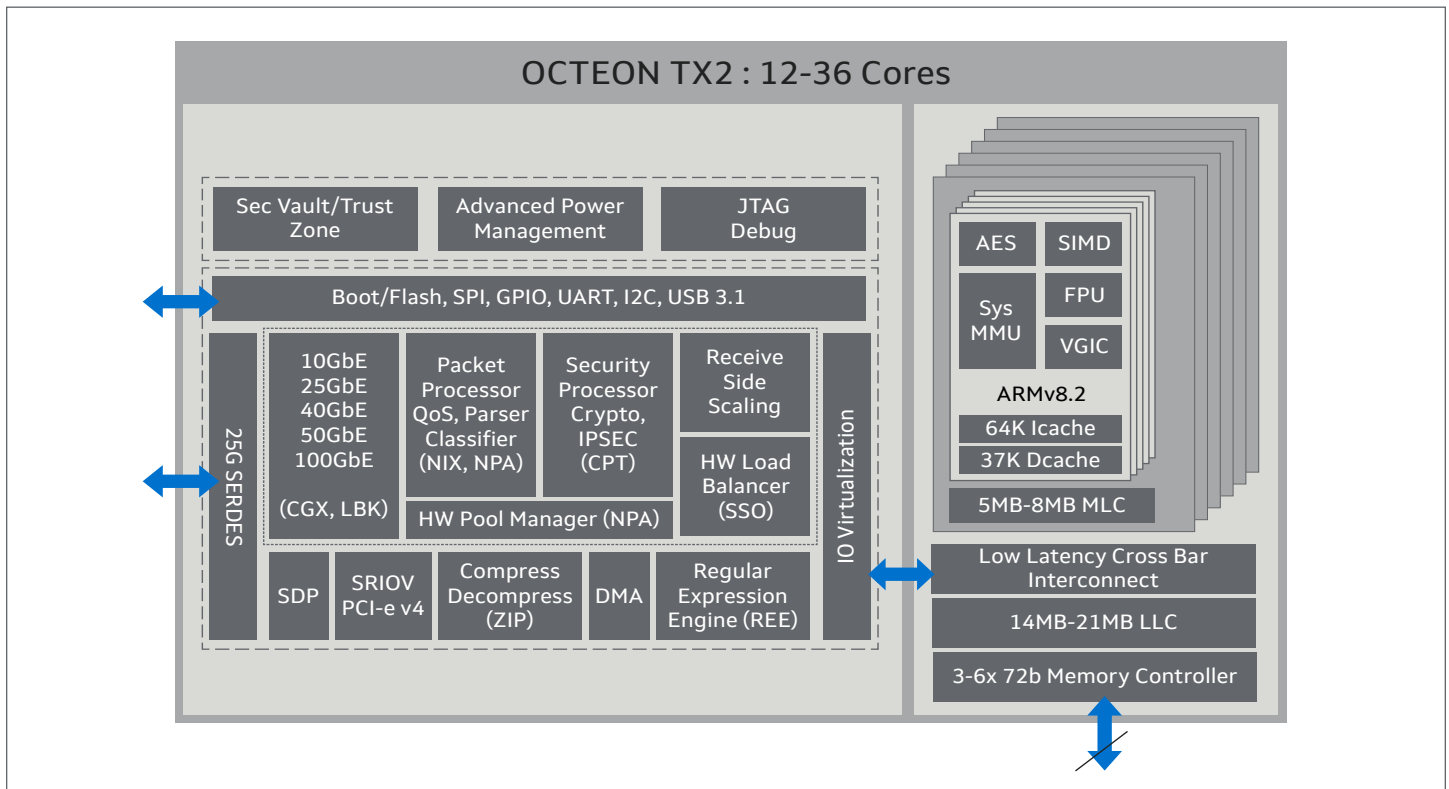 OCTEON TX2 : 12-36 Cores
Sec Vault/Trust
Zone
Advanced Power
Management
JTAG
Debug
Boot/Flash, SPI, GPIO, UART, I2C, USB 3.1
25G SERDES
10GbE
25GbE
40GbE
50GbE
100GbE
(CGX, LBK)
Packet
Processor
QoS, Parser
Classifier
(NIX, NPA)
Security
Processor
Crypto,
IPSEC
(CPT)
Receive
Side
Scaling
HW Load
Balancer
(SSO)
HW Pool Manager (NPA)
IO Virtualization
SDP
SRIOV
PCI-e v4
Compress
Decompress
(ZIP)
DMA
Regular
Expression
Engine (REE)
AES
SIMD
Sys
MMU
FPU
VGIC
ARMv8.2
64K Icache
37K Dcache
5MB-8MB MLC
Low Latency Cross Bar
Interconnect
14MB-21MB LLC
3-6x 72b Memory Controller